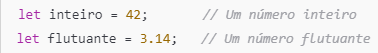 let inteiro = 42;       // Um número inteiro
let flutuante = 3.14;   // Um número flutuante